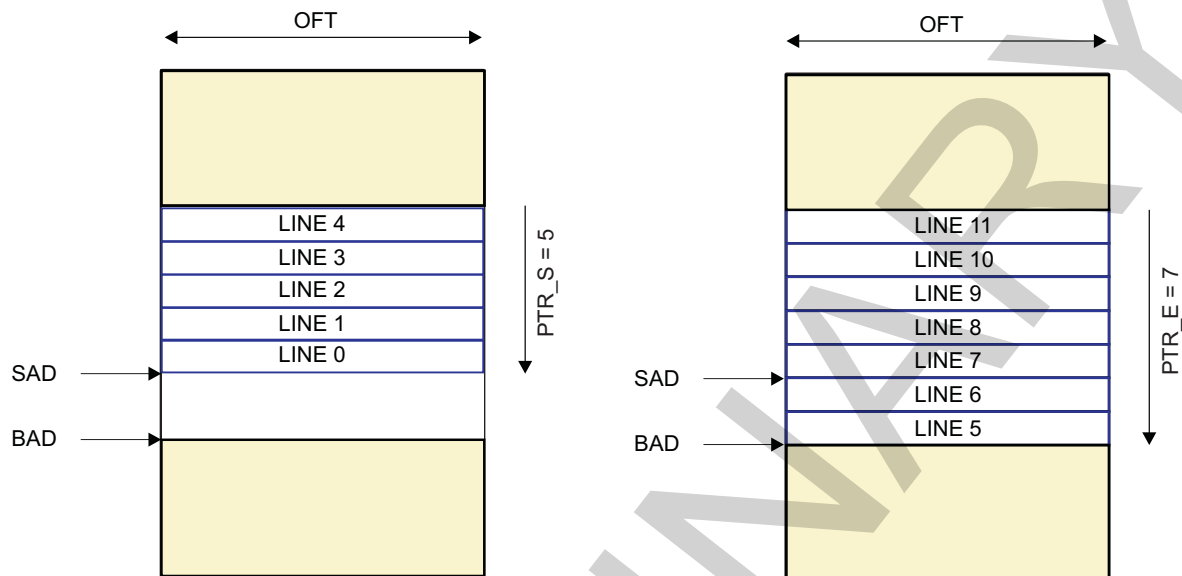 OFT
LINE 4
LINE 3
LINE 2
LINE 1
LINE 0
SAD
BAD
PTR_S = 5
OFT
LINE 11
LINE 10
LINE 9
LINE 8
LINE 7
LINE 6
LINE 5
SAD
BAD
PTR_E = 7